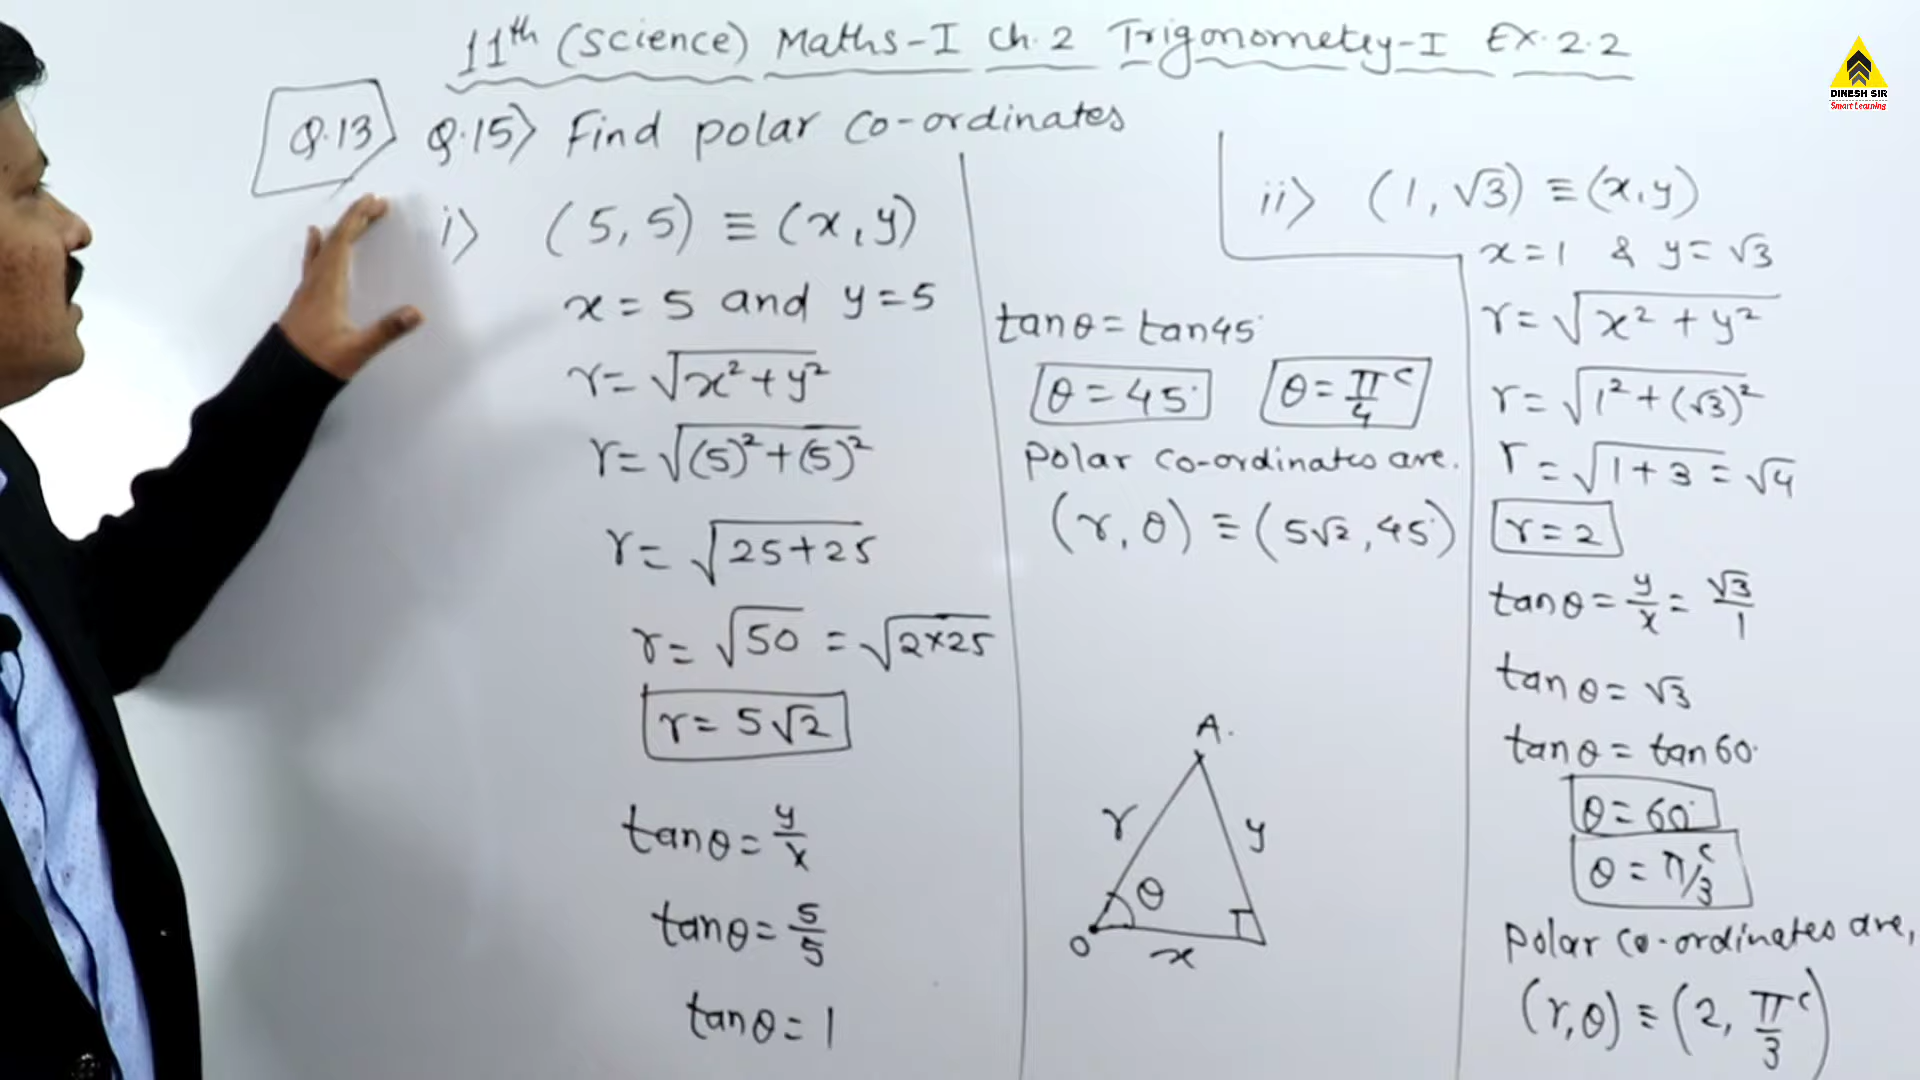 11th (Science) Maths-I Ch.2 Trigonometry-I Ex.2.2
DINESH SIR
Smart Learning
Q.13 Q.15> Find polar co-ordinates
i> (5,5) ≡ (x,y)
x = 5 and y = 5
r = √x² + y²
r = √(5)² + (5)²
r = √25+25
r = √50 = √2×25
r = 5√2
tanθ = y/x
tanθ = 5/5
tanθ = 1
tanθ = tan45°
θ = 45° θ = π/4 ᶜ
Polar co-ordinates are.
(r, θ) ≡ (5√2, 45°)
A.
r
y
θ
O
x
ii> (1, √3) ≡ (x,y)
x = 1 & y = √3
r = √x² + y²
r = √1² + (√3)²
r = √1 + 3 = √4
r = 2
tanθ = y/x = √3/1
tanθ = √3
tanθ = tan60°
θ = 60°
θ = π/3 ᶜ
Polar co-ordinates are,
(r,θ) ≡ (2, π/3 ᶜ)